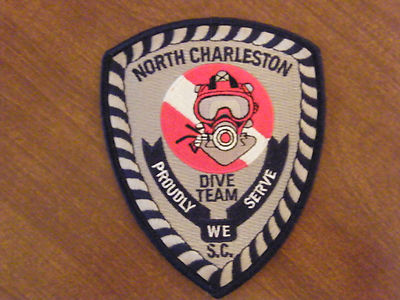 NORTH CHARLESTON
DIVE
TEAM
PROUDLY WE SERVE
S.C.